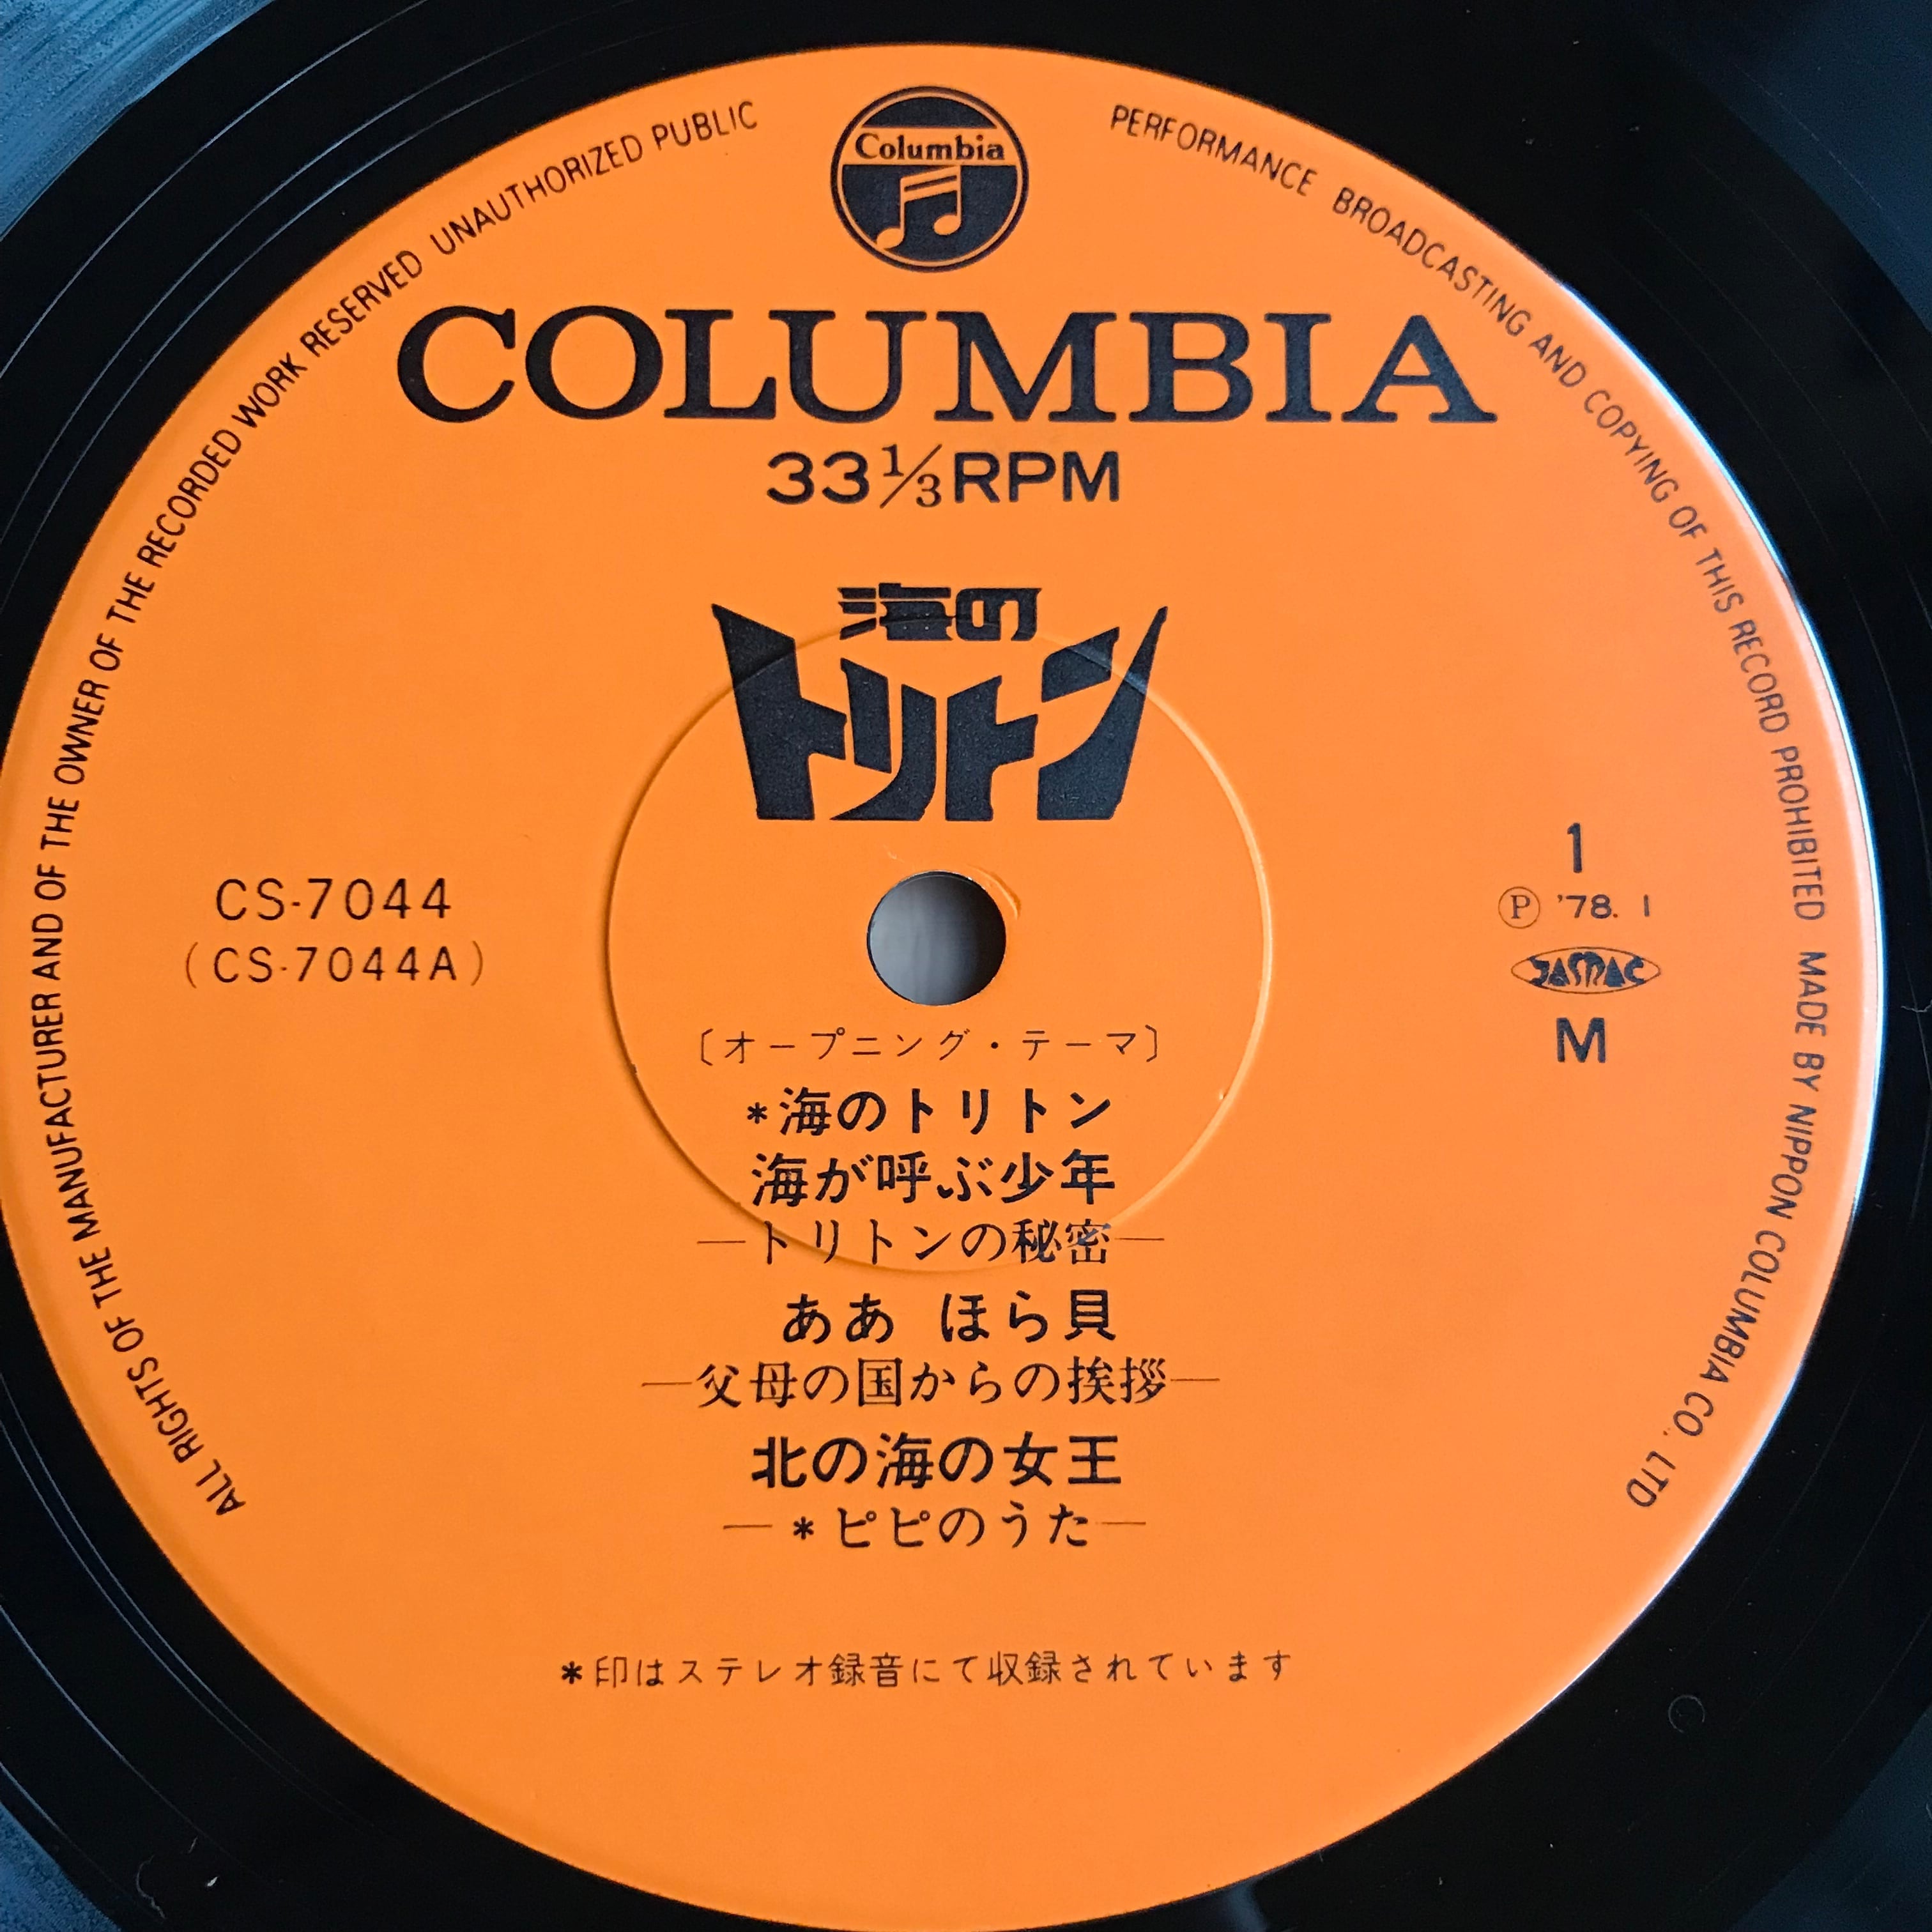 ALL RIGHTS OF THE MANUFACTURER AND OF THE OWNER OF THE RECORDED WORK RESERVED UNAUTHORIZED PUBLIC PERFORMANCE BROADCASTING AND COPYING OF THIS RECORD PROHIBITED MADE BY NIPPON COLUMBIA CO., LTD
Columbia
COLUMBIA
33⅓RPM
海の
トリトン
CS-7044
(CS-7044A)
1
Ⓟ '78. 1
JASRAC
M
〔オープニング・テーマ〕
*海のトリトン
海が呼ぶ少年
—トリトンの秘密—
ああ ほら貝
—父母の国からの挨拶—
北の海の女王
—*ピピのうた—
*印はステレオ録音にて収録されています